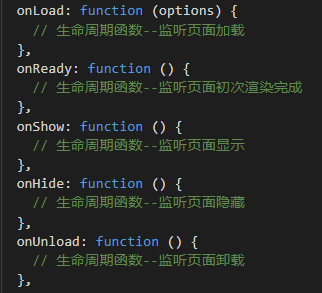 onLoad: function (options) {
  // 生命周期函数--监听页面加载
},
onReady: function () {
  // 生命周期函数--监听页面初次渲染完成
},
onShow: function () {
  // 生命周期函数--监听页面显示
},
onHide: function () {
  // 生命周期函数--监听页面隐藏
},
onUnload: function () {
  // 生命周期函数--监听页面卸载
},